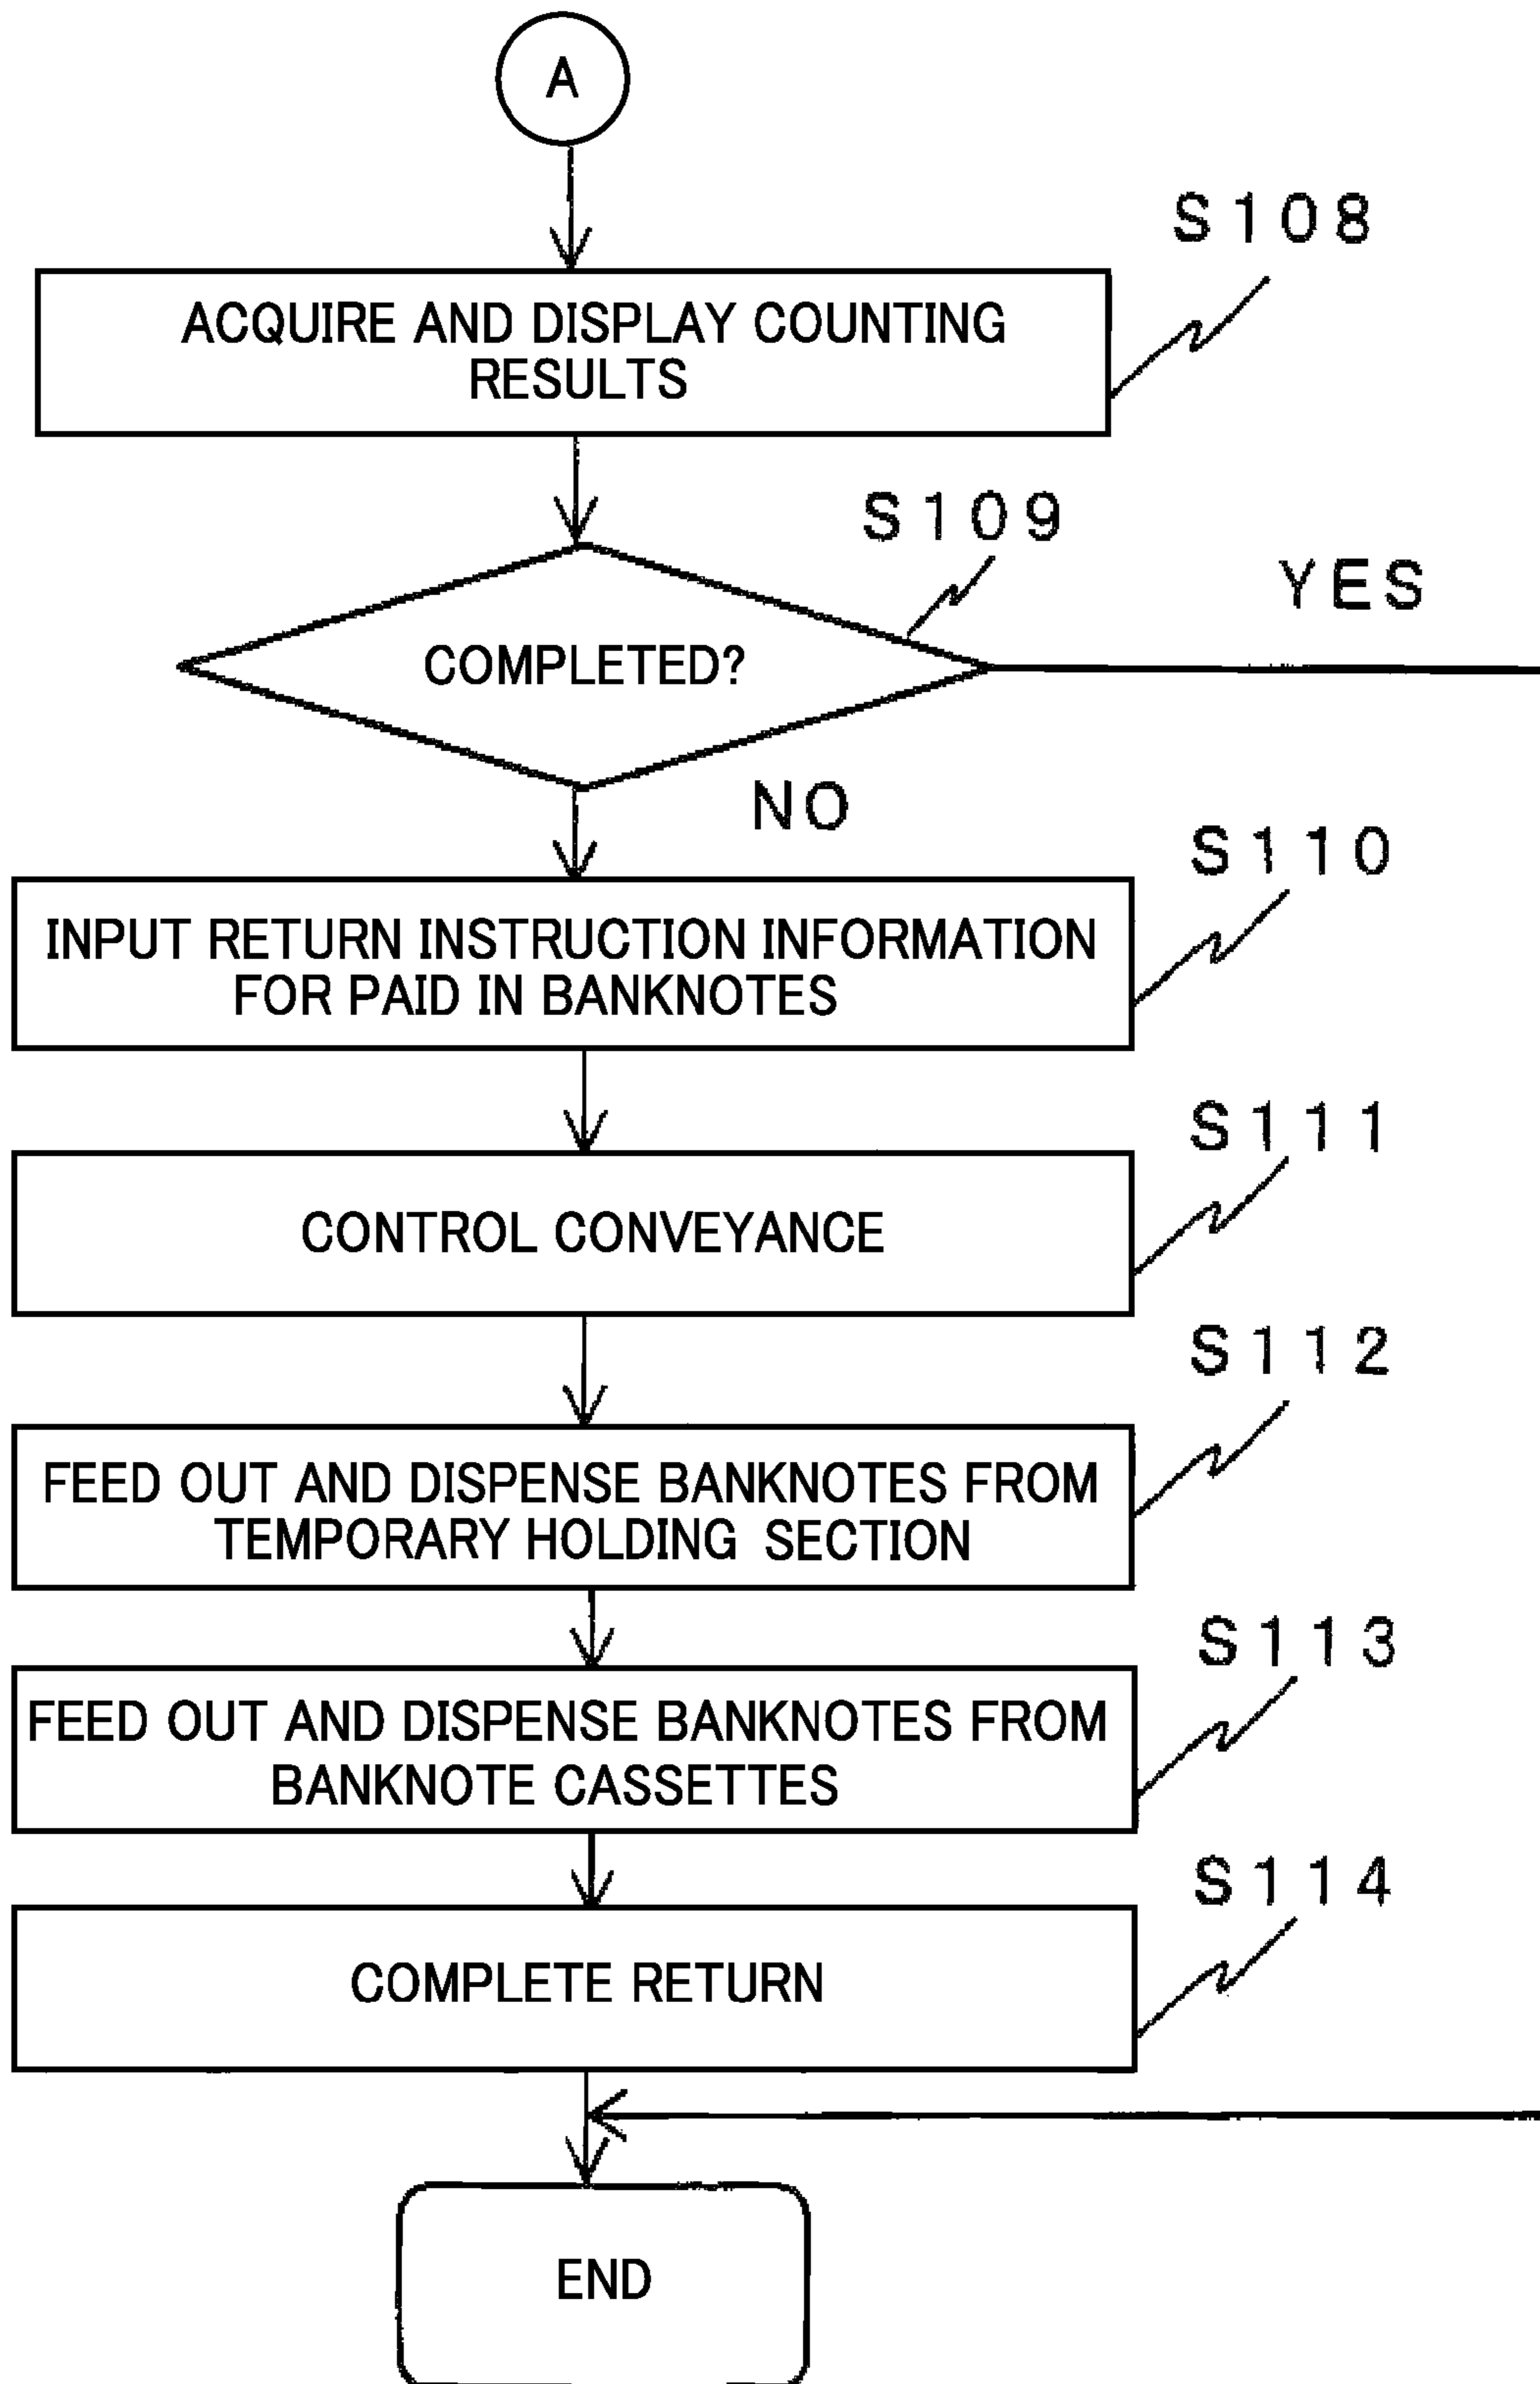 A
S108
ACQUIRE AND DISPLAY COUNTING
RESULTS
S109
YES
COMPLETED?
NO
S110
INPUT RETURN INSTRUCTION INFORMATION
FOR PAID IN BANKNOTES
S111
CONTROL CONVEYANCE
S112
FEED OUT AND DISPENSE BANKNOTES FROM
TEMPORARY HOLDING SECTION
S113
FEED OUT AND DISPENSE BANKNOTES FROM
BANKNOTE CASSETTES
S114
COMPLETE RETURN
END